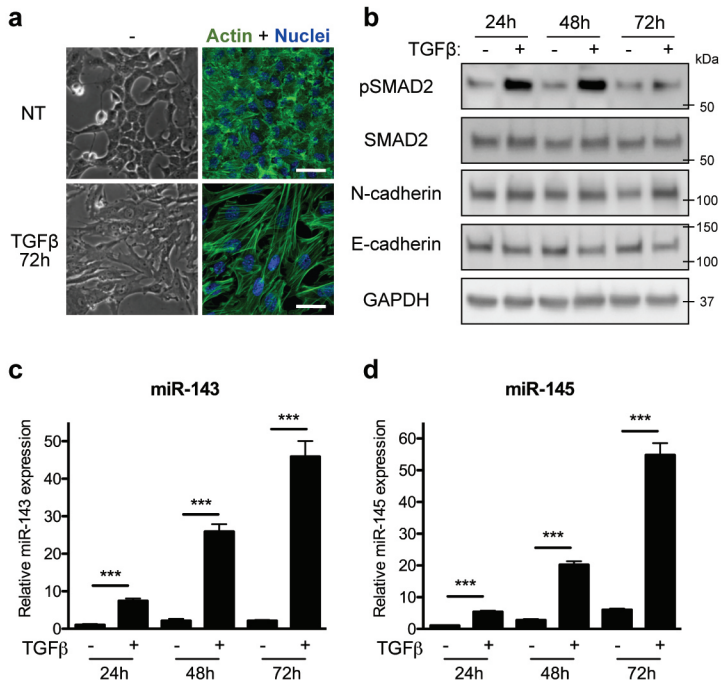 a
-
Actin + Nuclei
NT
TGFβ
72h
b
24h 48h 72h
TGFβ: - + - + - + kDa
pSMAD2
50
SMAD2
50
N-cadherin
100
150
E-cadherin
100
GAPDH
37
c
miR-143
Relative miR-143 expression
50
40
30
20
10
0
*** *** ***
TGFβ - + - + - +
24h 48h 72h
d
miR-145
Relative miR-145 expression
60
50
40
30
20
10
0
*** *** ***
TGFβ - + - + - +
24h 48h 72h